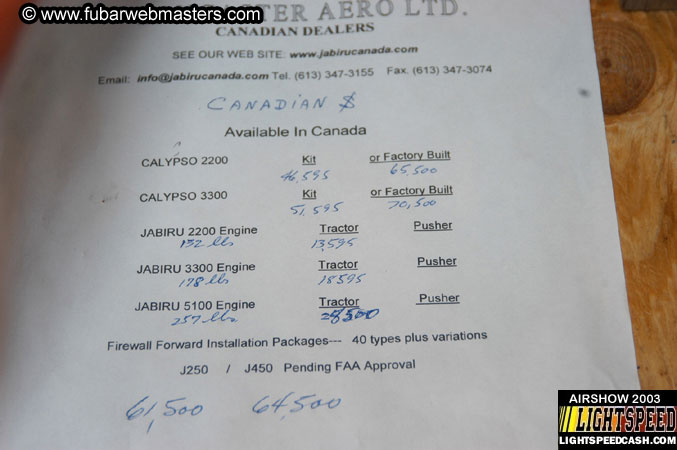 www.fubarwebmasters.com
AERO LTD.
CANADIAN DEALERS
SEE OUR WEB SITE: www.jabirucanada.com
Email: info@jabirucanada.com Tel. (613) 347-3155 Fax. (613) 347-3074
CANADIAN $
Available In Canada
CALYPSO 2200 Kit or Factory Built
46,595 65,500
CALYPSO 3300 Kit or Factory Built
51,595 70,500
JABIRU 2200 Engine Tractor Pusher
132 lbs 13,595
JABIRU 3300 Engine Tractor Pusher
178 lbs 18595
JABIRU 5100 Engine Tractor Pusher
257 lbs 28500
Firewall Forward Installation Packages--- 40 types plus variations
J250 / J450 Pending FAA Approval
61,500 64,500
AIRSHOW 2003
LIGHTSPEED
LIGHTSPEEDCASH.COM